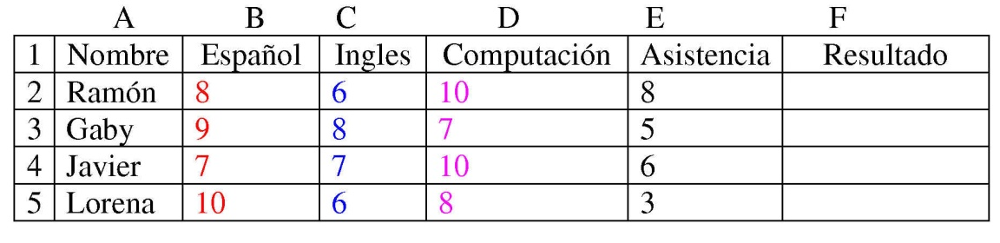 A B C D E F
1 Nombre Español Ingles Computación Asistencia Resultado
2 Ramón 8 6 10 8
3 Gaby 9 8 7 5
4 Javier 7 7 10 6
5 Lorena 10 6 8 3